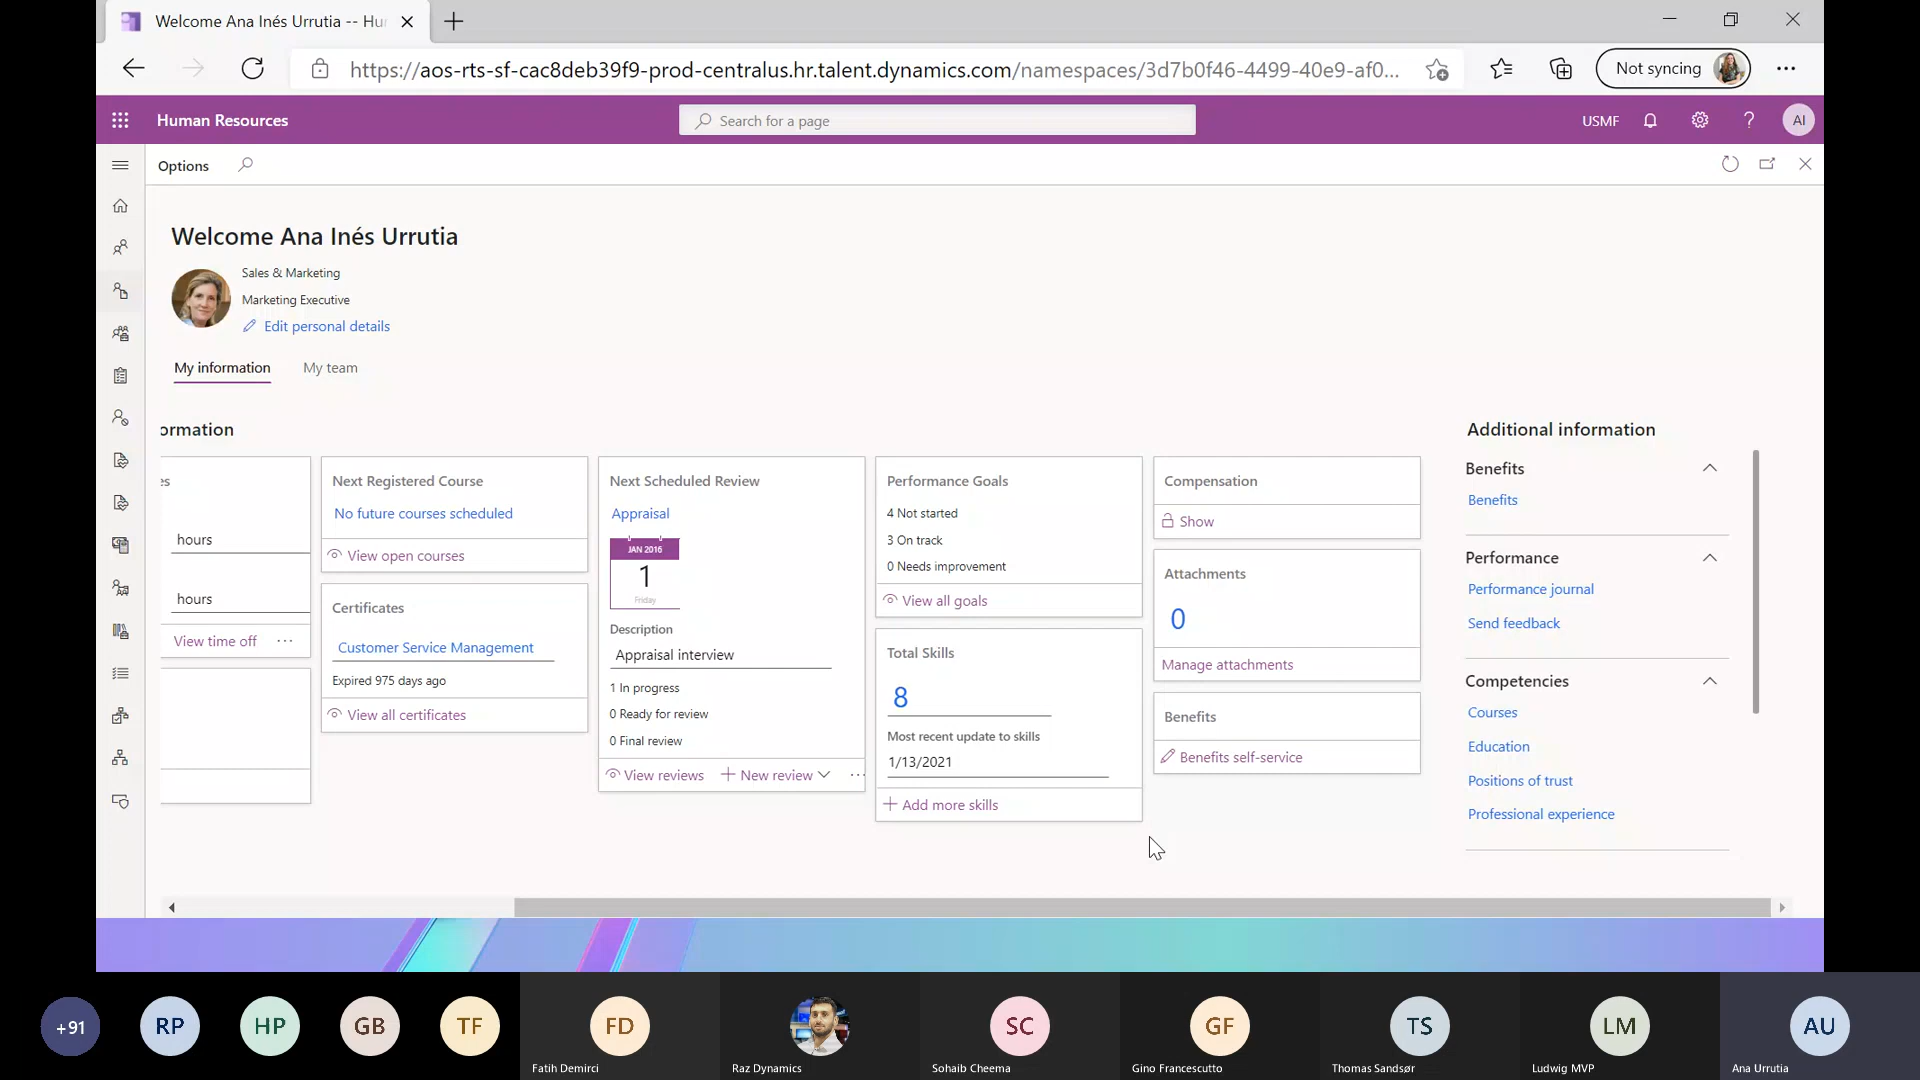 Welcome Ana Inés Urrutia -- Hu
https://aos-rts-sf-cac8deb39f9-prod-centralus.hr.talent.dynamics.com/namespaces/3d7b0f46-4499-40e9-af0...
Not syncing
Human Resources
Search for a page
USMF
?
AI
Options
Welcome Ana Inés Urrutia
Sales & Marketing
Marketing Executive
Edit personal details
My information
My team
ormation
es
hours
hours
View time off
Next Registered Course
No future courses scheduled
View open courses
Certificates
Customer Service Management
Expired 975 days ago
View all certificates
Next Scheduled Review
Appraisal
JAN 2016
1
Friday
Description
Appraisal interview
1 In progress
0 Ready for review
0 Final review
View reviews
New review
Performance Goals
4 Not started
3 On track
0 Needs improvement
View all goals
Total Skills
8
Most recent update to skills
1/13/2021
Add more skills
Compensation
Show
Attachments
0
Manage attachments
Benefits
Benefits self-service
Additional information
Benefits
Benefits
Performance
Performance journal
Send feedback
Competencies
Courses
Education
Positions of trust
Professional experience
+91
RP
HP
GB
TF
FD
SC
GF
TS
LM
AU
Fatih Demirci
Raz Dynamics
Sohaib Cheema
Gino Francescutto
Thomas Sandsør
Ludwig MVP
Ana Urrutia